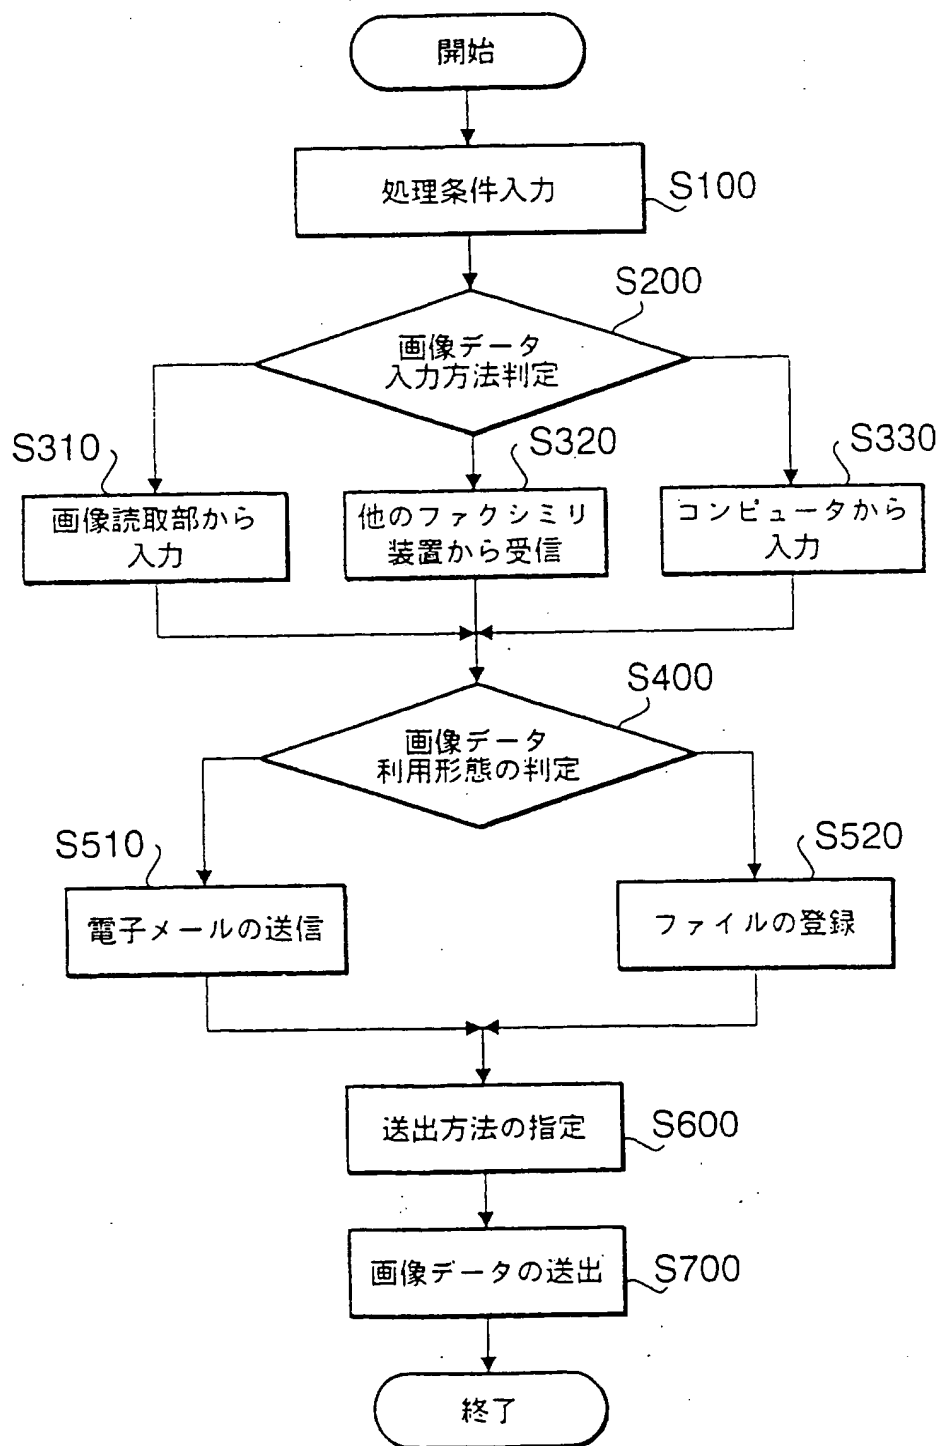 開始
処理条件入力
S100
S200
画像データ
入力方法判定
S310
S320
S330
画像読取部から
入力
他のファクシミリ
装置から受信
コンピュータから
入力
S400
画像データ
利用形態の判定
S510
S520
電子メールの送信
ファイルの登録
送出方法の指定
S600
画像データの送出
S700
終了